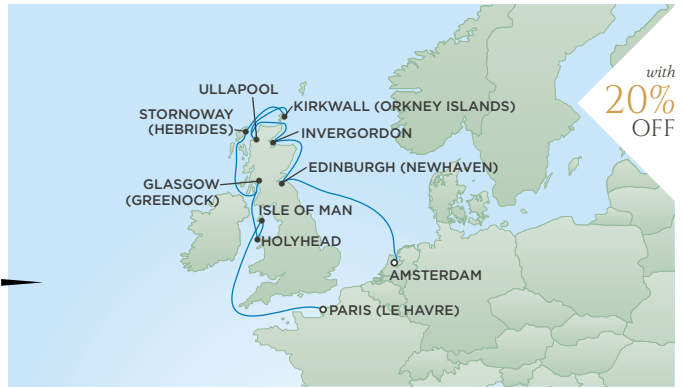 with
20%
OFF
ULLAPOOL
STORNOWAY
(HEBRIDES)
KIRKWALL (ORKNEY ISLANDS)
INVERGORDON
EDINBURGH (NEWHAVEN)
GLASGOW
(GREENOCK)
ISLE OF MAN
HOLYHEAD
AMSTERDAM
PARIS (LE HAVRE)